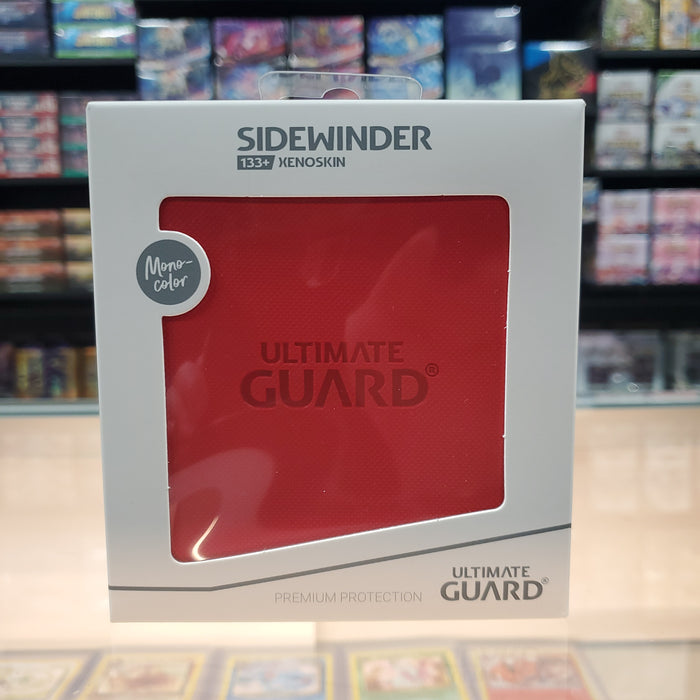 SIDEWINDER
133+ XENOSKIN
Mono-
color
ULTIMATE
GUARD®
PREMIUM PROTECTION
ULTIMATE
GUARD®